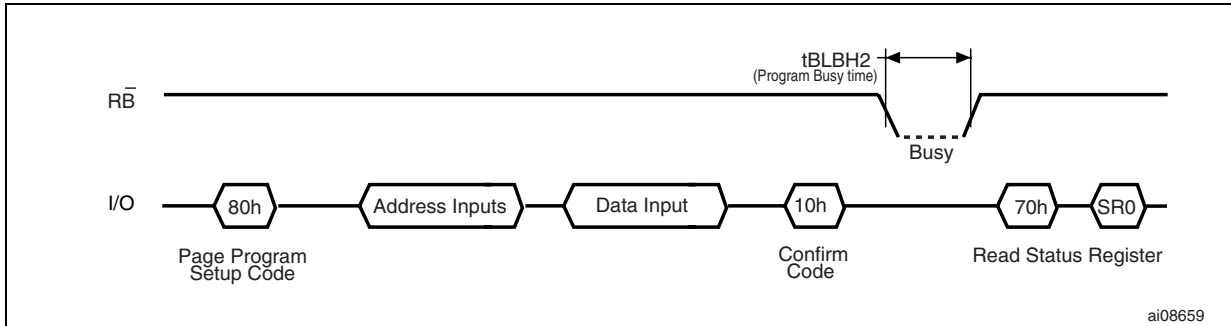 tBLBH2
(Program Busy time)
RB̅
Busy
I/O
80h
Address Inputs
Data Input
10h
70h
SR0
Page Program
Setup Code
Confirm
Code
Read Status Register
ai08659